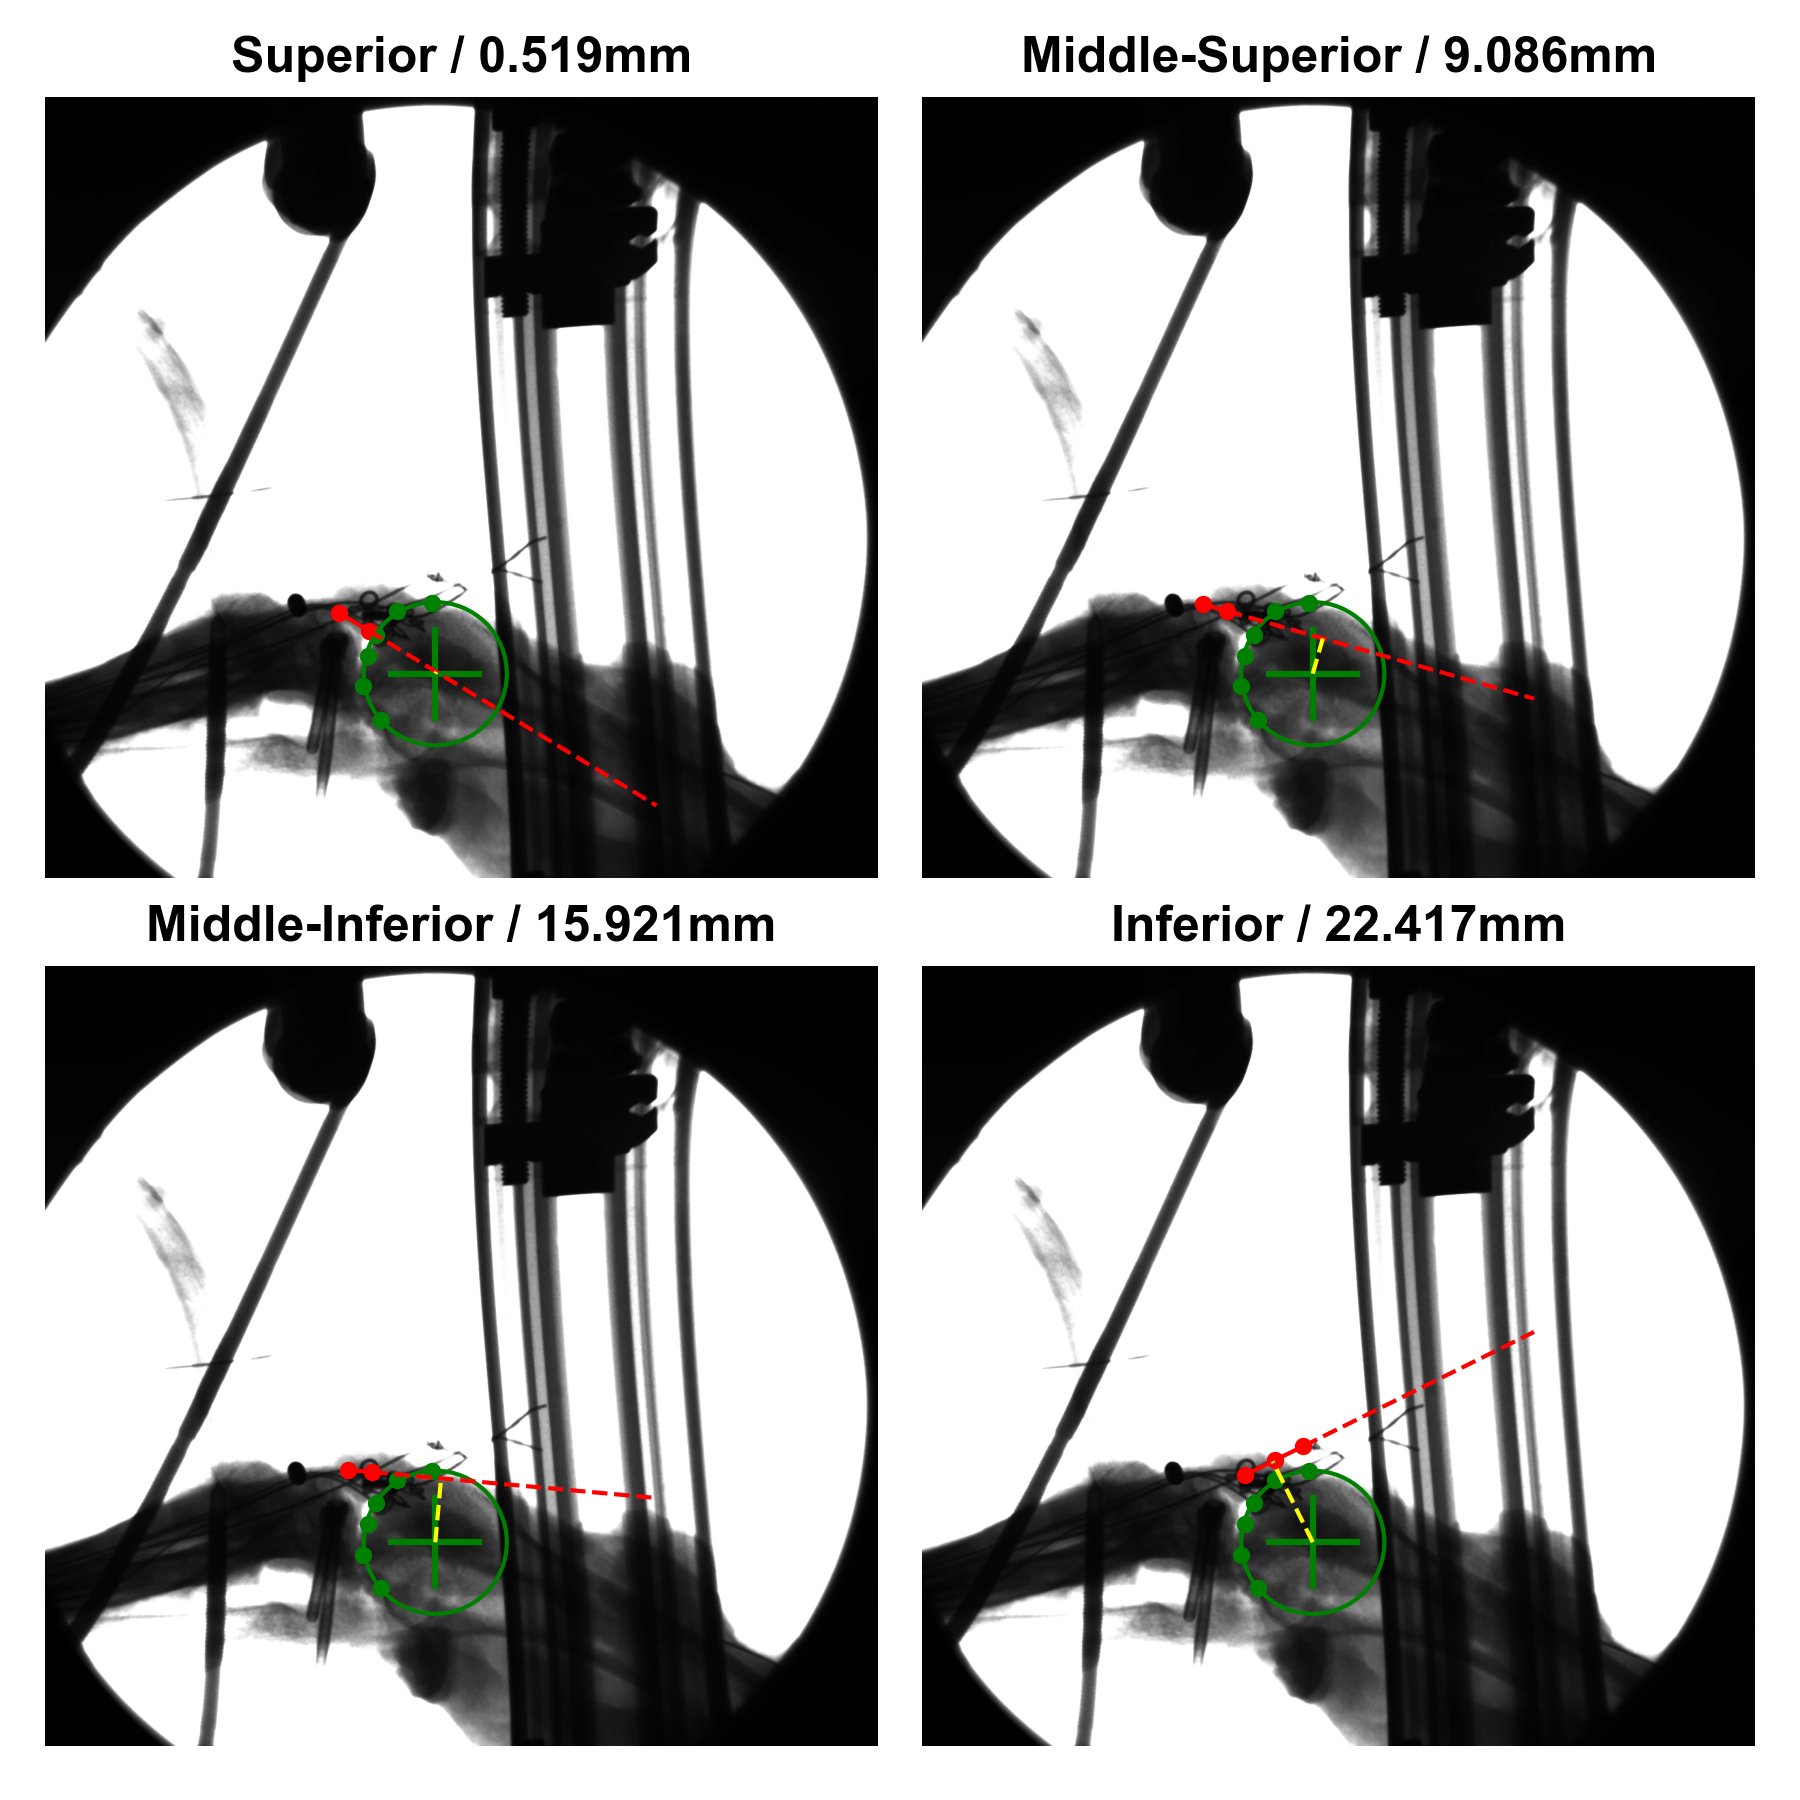 Superior / 0.519mm
Middle-Superior / 9.086mm
Middle-Inferior / 15.921mm
Inferior / 22.417mm